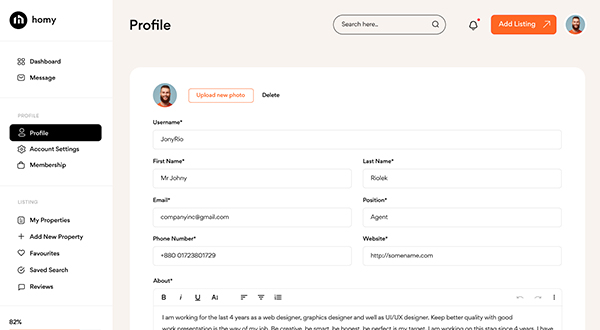 homy
Profile
Search here..
Add Listing
Dashboard
Message
PROFILE
Profile
Account Settings
Membership
LISTING
My Properties
Add New Property
Favourites
Saved Search
Reviews
82%
Upload new photo
Delete
Username*
JonyRio
First Name*
Last Name*
Mr Johny
Riolek
Email*
Position*
companyinc@gmail.com
Agent
Phone Number*
Website*
+880 01723801729
http://somename.com
About*
B I U A
I am working for the last 4 years as a web designer, graphics designer and well as UI/UX designer. Keep better quality with good
work presentation is the way of my job. Be creative, be smart, be honest, be perfect is my target. I am working on this stag since 4 years. I have